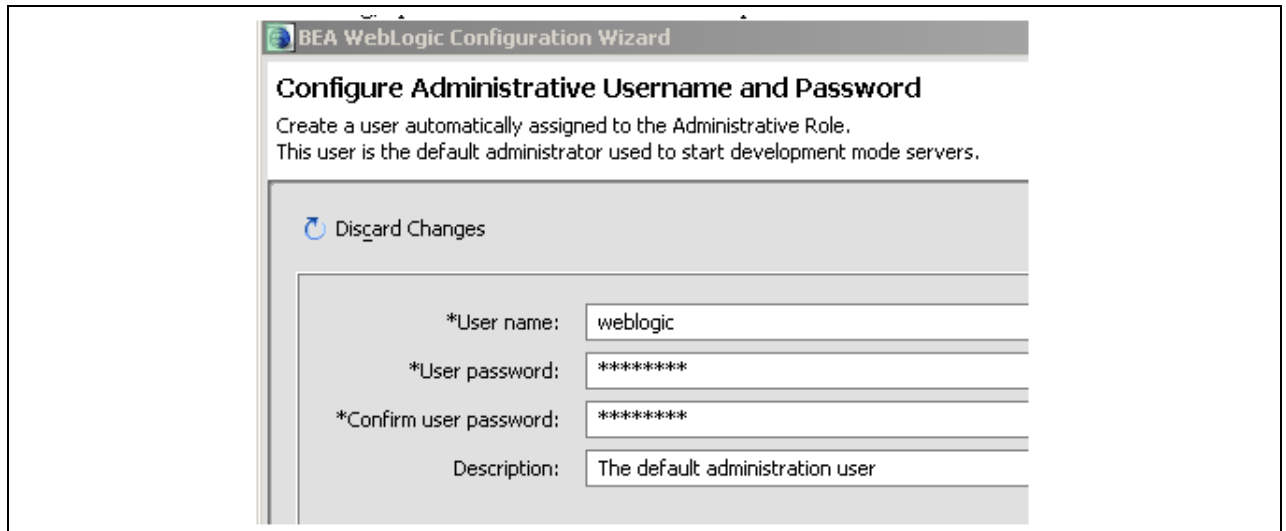 BEA WebLogic Configuration Wizard
Configure Administrative Username and Password
Create a user automatically assigned to the Administrative Role.
This user is the default administrator used to start development mode servers.
Discard Changes
*User name: weblogic
*User password: ********
*Confirm user password: ********
Description: The default administration user